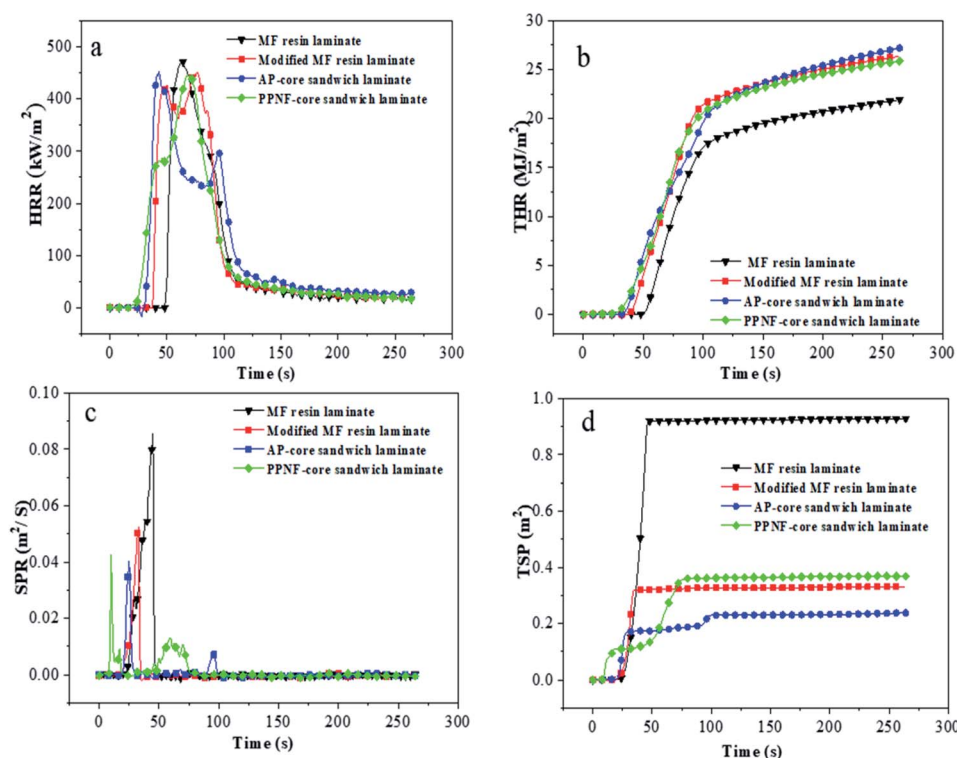 a
MF resin laminate
Modified MF resin laminate
AP-core sandwich laminate
PPNF-core sandwich laminate
HRR (kW/m²)
500
450
400
350
300
250
200
150
100
50
0
0 50 100 150 200 250 300
Time (s)
b
THR (MJ/m²)
30
25
20
15
10
5
0
MF resin laminate
Modified MF resin laminate
AP-core sandwich laminate
PPNF-core sandwich laminate
0 50 100 150 200 250 300
Time (s)
c
MF resin laminate
Modified MF resin laminate
AP-core sandwich laminate
PPNF-core sandwich laminate
SPR (m²/ S)
0.10
0.08
0.06
0.04
0.02
0.00
0 50 100 150 200 250 300
Time (s)
d
MF resin laminate
Modified MF resin laminate
AP-core sandwich laminate
PPNF-core sandwich laminate
TSP (m²)
1.0
0.8
0.6
0.4
0.2
0.0
0 50 100 150 200 250 300
Time (s)